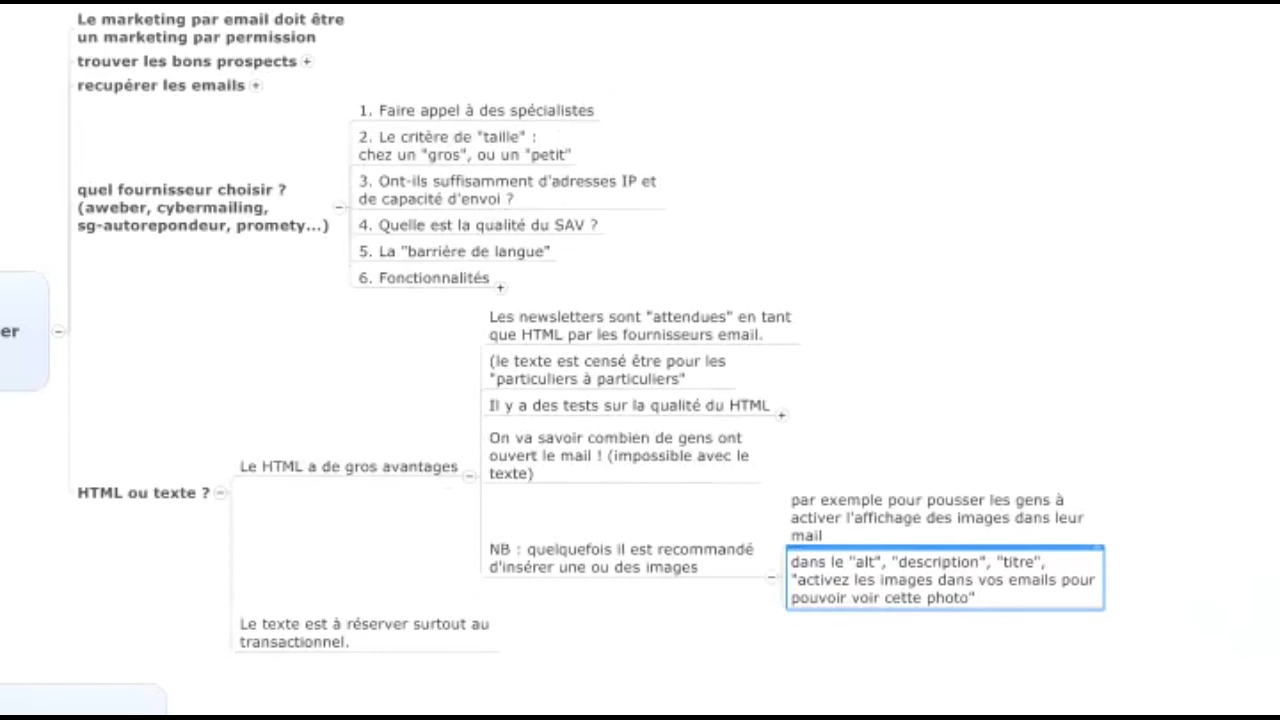 Le marketing par email doit être
un marketing par permission
trouver les bons prospects
recupérer les emails
quel fournisseur choisir ?
(aweber, cybermailing,
sg-autorepondeur, promety...)
1. Faire appel à des spécialistes
2. Le critère de "taille" :
chez un "gros", ou un "petit"
3. Ont-ils suffisamment d'adresses IP et
de capacité d'envoi ?
4. Quelle est la qualité du SAV ?
5. La "barrière de langue"
6. Fonctionnalités
er
HTML ou texte ?
Le HTML a de gros avantages
Les newsletters sont "attendues" en tant
que HTML par les fournisseurs email.
(le texte est censé être pour les
"particuliers à particuliers"
Il y a des tests sur la qualité du HTML
On va savoir combien de gens ont
ouvert le mail ! (impossible avec le
texte)
NB : quelquefois il est recommandé
d'insérer une ou des images
par exemple pour pousser les gens à
activer l'affichage des images dans leur
mail
dans le "alt", "description", "titre",
"activez les images dans vos emails pour
pouvoir voir cette photo"
Le texte est à réserver surtout au
transactionnel.